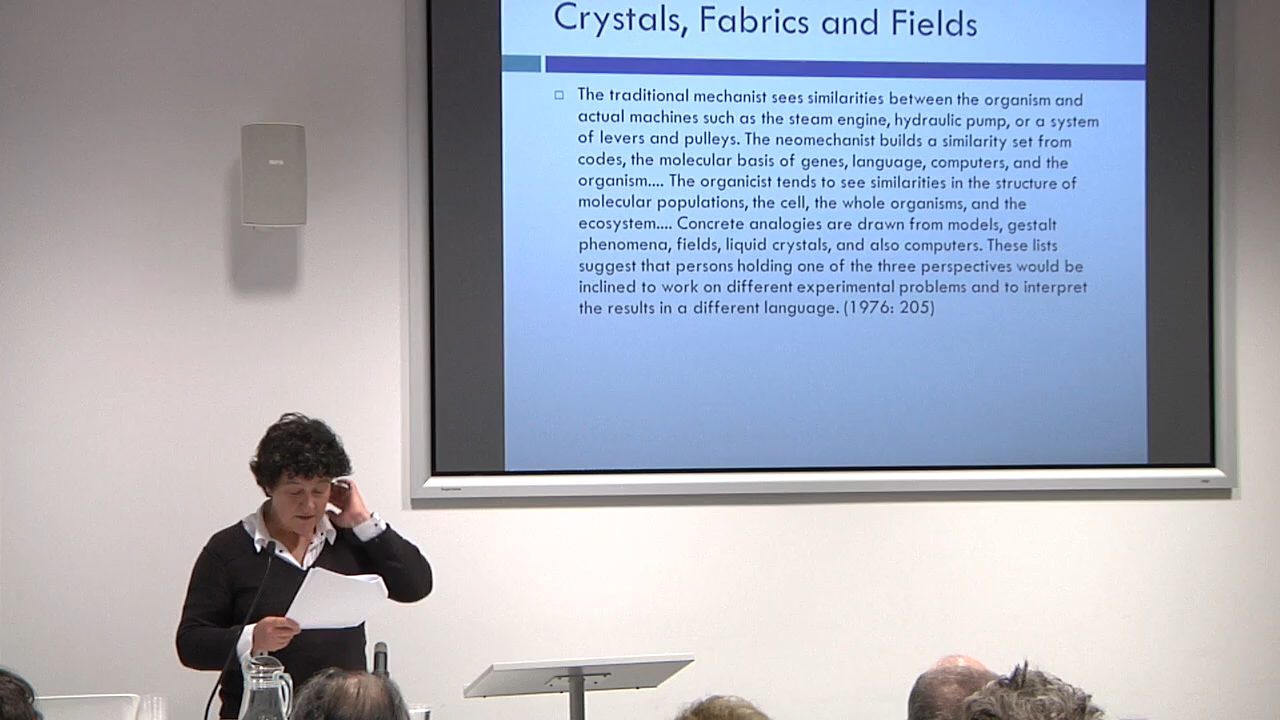 Crystals, Fabrics and Fields
The traditional mechanist sees similarities between the organism and
actual machines such as the steam engine, hydraulic pump, or a system
of levers and pulleys. The neomechanist builds a similarity set from
codes, the molecular basis of genes, language, computers, and the
organism.... The organicist tends to see similarities in the structure of
molecular populations, the cell, the whole organisms, and the
ecosystem.... Concrete analogies are drawn from models, gestalt
phenomena, fields, liquid crystals, and also computers. These lists
suggest that persons holding one of the three perspectives would be
inclined to work on different experimental problems and to interpret
the results in a different language. (1976: 205)